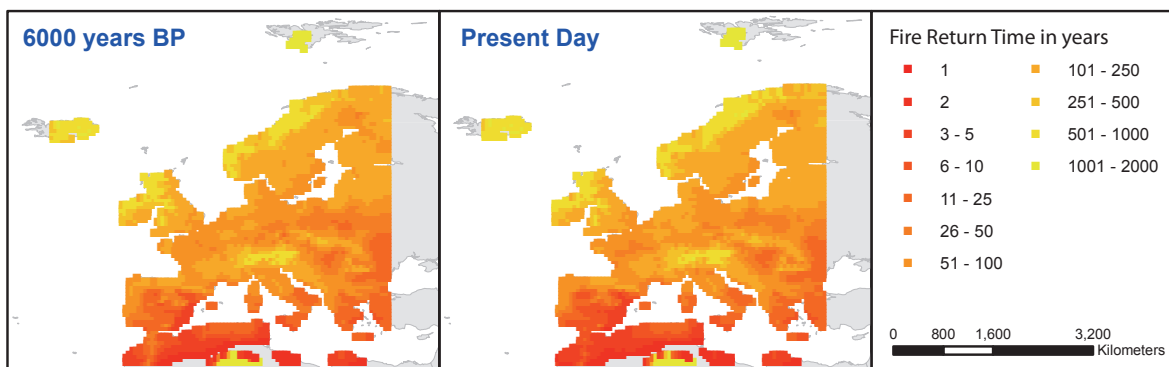 6000 years BP
Present Day
Fire Return Time in years
1
2
3 - 5
6 - 10
11 - 25
26 - 50
51 - 100
101 - 250
251 - 500
501 - 1000
1001 - 2000
0 800 1,600 3,200
Kilometers